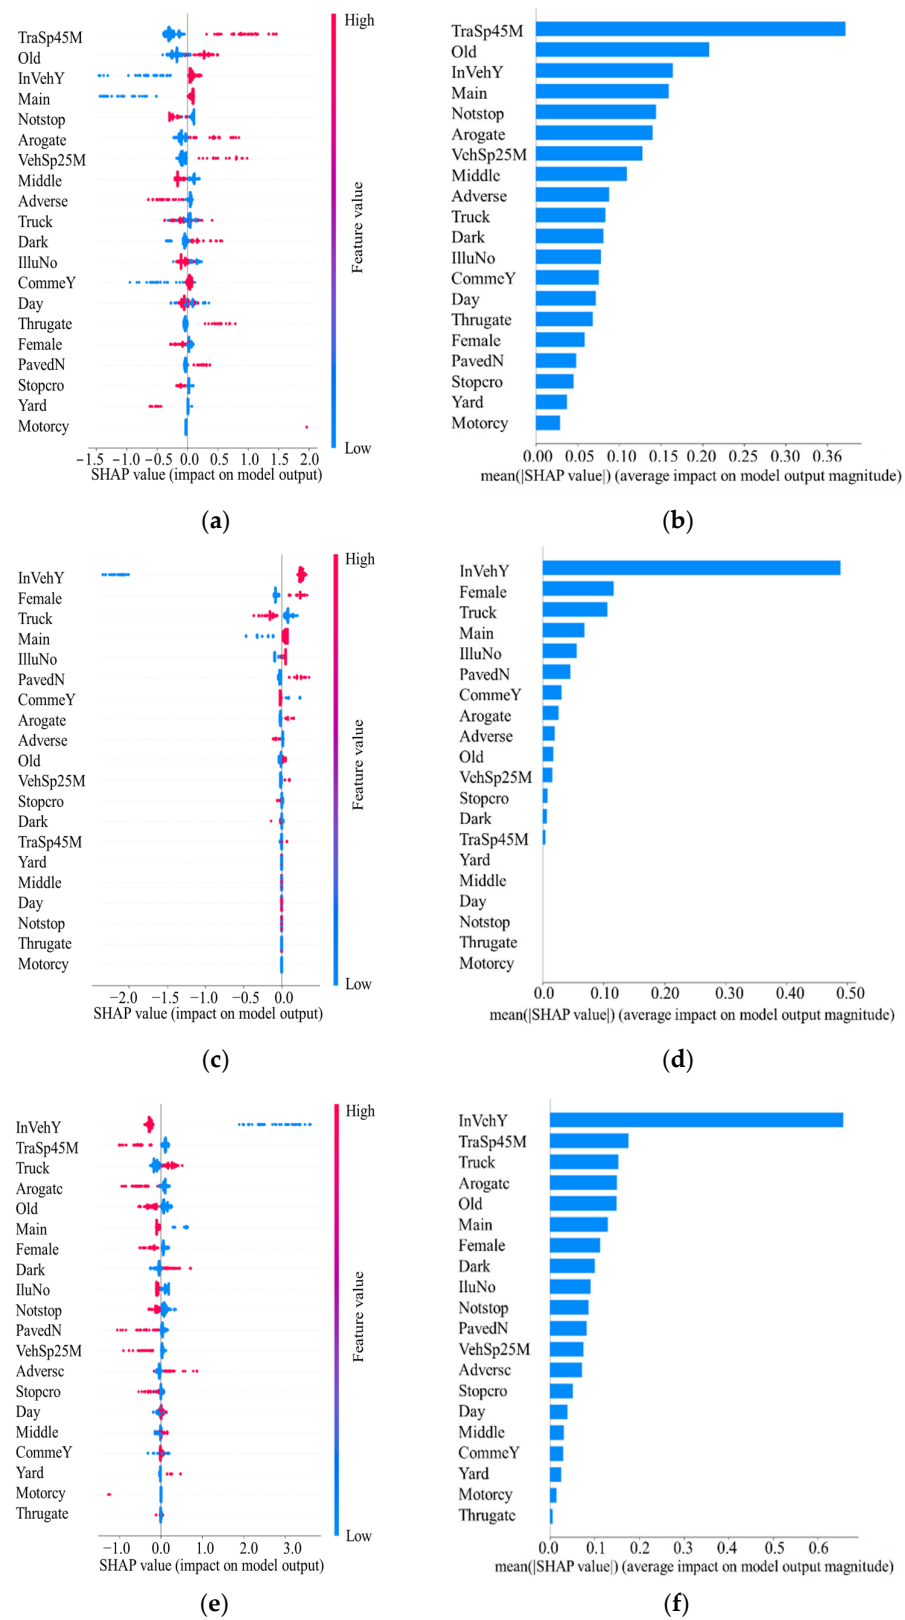 TraSp45M
Old
InVehY
Main
Notstop
Arogate
VehSp25M
Middle
Adverse
Truck
Dark
IlluNo
CommeY
Day
Thrugate
Female
PavedN
Stopcro
Yard
Motorcy
High
Feature value
Low
−1.5 −1.0 −0.5 0.0 0.5 1.0 1.5 2.0
SHAP value (impact on model output)
(a)
TraSp45M
Old
InVehY
Main
Notstop
Arogate
VchSp25M
Middlc
Adverse
Truck
Dark
IlluNo
CommeY
Day
Thrugate
Female
PavedN
Stopcro
Yard
Motorcy
0.00 0.05 0.10 0.15 0.20 0.25 0.30 0.36
mean(|SHAP value|) (average impact on model output magnitude)
(b)
InVehY
Female
Truck
Main
IlluNo
PavedN
CommeY
Arogate
Adverse
Old
VehSp25M
Stopcro
Dark
TraSp45M
Yard
Middle
Day
Notstop
Thrugate
Motorcy
High
Feature value
Low
−2.0 −1.5 −1.0 −0.5 0.0
SHAP value (impact on model output)
(c)
InVehY
Female
Truck
Main
IlluNo
PavedN
CommeY
Arogate
Adverse
Old
VehSp25M
Stopcro
Dark
TraSp45M
Yard
Middle
Day
Notstop
Thrugate
Motorcy
0.0 0.10 0.20 0.30 0.40 0.50
mean(|SHAP value|) (average impact on model output magnitude)
(d)
InVehY
TraSp45M
Truck
Arogatc
Old
Main
Female
Dark
IluNo
Notstop
PavedN
VehSp25M
Adversc
Stopcro
Day
Middle
CommeY
Yard
Motorcy
Thrugate
High
Feature value
Low
−1.0 0.0 1.0 2.0 3.0
SHAP value (impact on model output)
(e)
InVehY
TraSp45M
Truck
Arogatc
Old
Main
Female
Dark
IluNo
Notstop
PavedN
VehSp25M
Adversc
Stopcro
Day
Middle
CommeY
Yard
Motorcy
Thrugatc
0.0 0.1 0.2 0.3 0.4 0.5 0.6
mean(|SHAP value|) (average impact on model output magnitude)
(f)